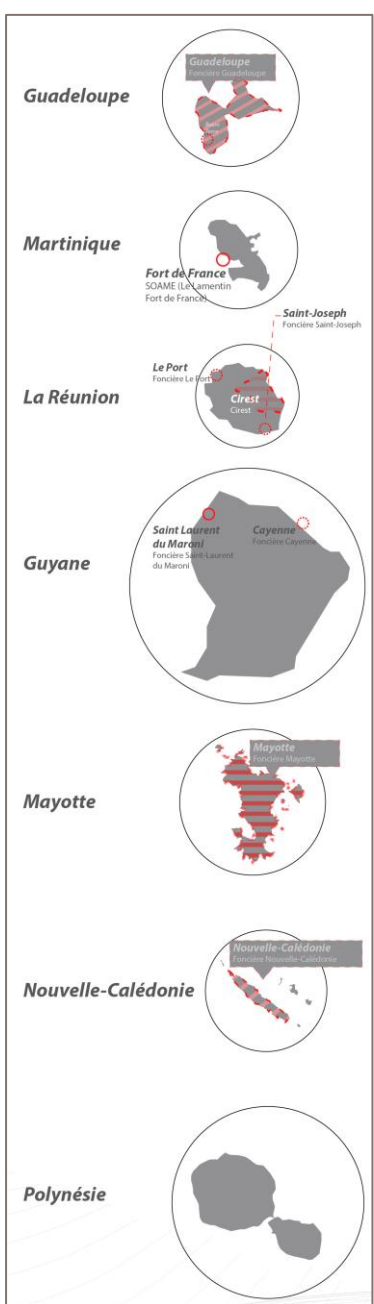 Guadeloupe
Guadeloupe
Foncière Guadeloupe
Martinique
Fort de France
SOAME (Le Lamentin
Fort de France)
Saint-Joseph
Foncière Saint-Joseph
Le Port
Foncière Le Port
La Réunion
Cirest
Cirest
Guyane
Saint Laurent
du Maroni
Foncière Saint-Laurent
du Maroni
Cayenne
Foncière Cayenne
Mayotte
Mayotte
Foncière Mayotte
Nouvelle-Calédonie
Nouvelle-Calédonie
Foncière Nouvelle-Calédonie
Polynésie